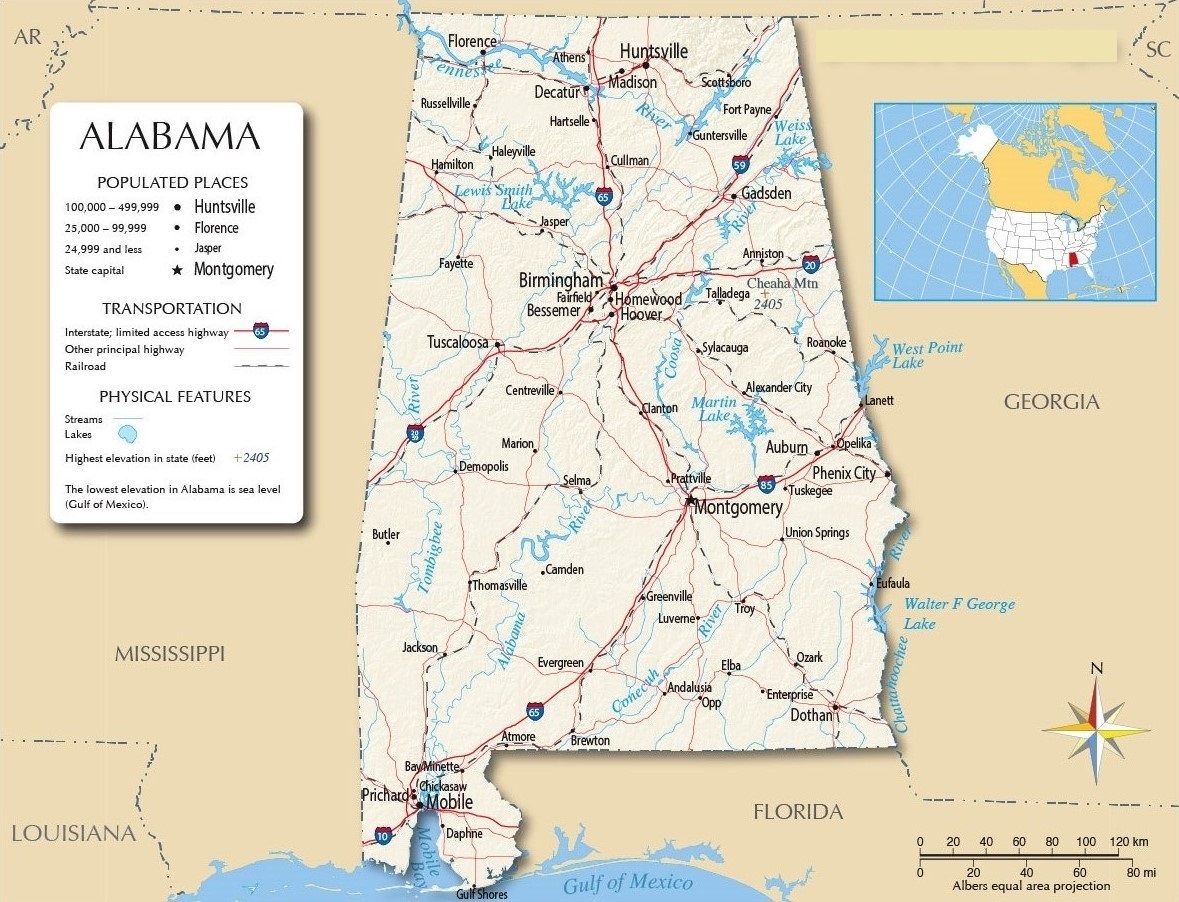 AR
SC
ALABAMA
POPULATED PLACES
100,000 – 499,999 Huntsville
25,000 – 99,999 Florence
24,999 and less Jasper
State capital Montgomery
TRANSPORTATION
Interstate; limited access highway 65
Other principal highway
Railroad
PHYSICAL FEATURES
Streams
Lakes
Highest elevation in state (feet) +2405
The lowest elevation in Alabama is sea level
(Gulf of Mexico).
Florence
Athens
Huntsville
Tennessee
Madison
Scottsboro
Decatur
Russellville
River
Fort Payne
Hartselle
Guntersville
Weiss
Lake
Haleyville
Hamilton
Cullman
59
Lewis Smith
Lake
65
Gadsden
River
Jasper
Fayette
Anniston
20
Birmingham
Cheaha Mtn
2405
Fairfield
Homewood
Talladega
Bessemer
Hoover
Tuscaloosa
Coosa
Sylacauga
Roanoke
West Point
Lake
River
Centreville
Alexander City
Martin
Lake
Clanton
Lanett
GEORGIA
20
59
Marion
Auburn
Opelika
Demopolis
Phenix City
Selma
Prattville
85
Tuskegee
Montgomery
River
Butler
Union Springs
River
Tombigbee
Camden
Thomasville
Eufaula
Greenville
Walter F George
Lake
Troy
Luverne
River
Alabama
MISSISSIPPI
Jackson
Evergreen
Elba
Ozark
Chattahoochee
Conecuh
Andalusia
Opp
Enterprise
Dothan
65
Atmore
Brewton
N
Bay Minette
Chickasaw
Prichard
Mobile
10
Daphne
FLORIDA
LOUISIANA
Mobile
Bay
Gulf Shores
Gulf of Mexico
0 20 40 60 80 100 120 km
0 20 40 60 80 mi
Albers equal area projection